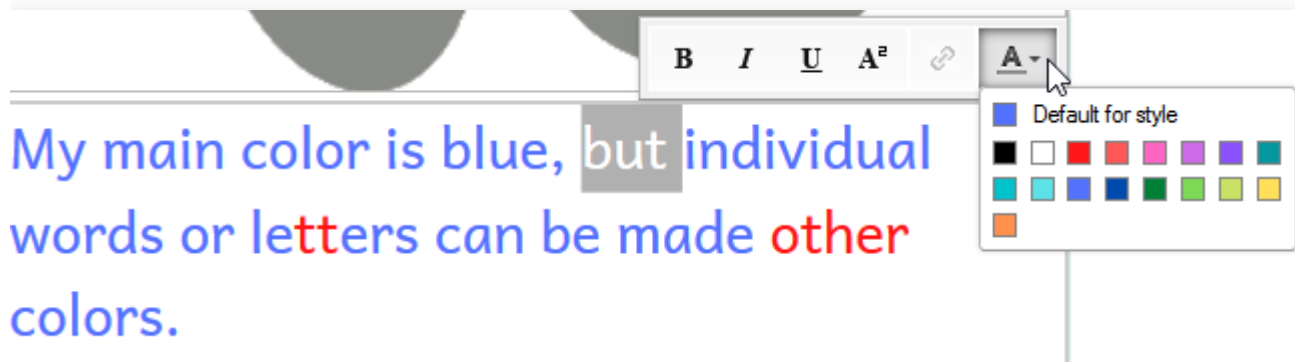 B I U A² A
Default for style
My main color is blue, but individual
words or letters can be made other
colors.